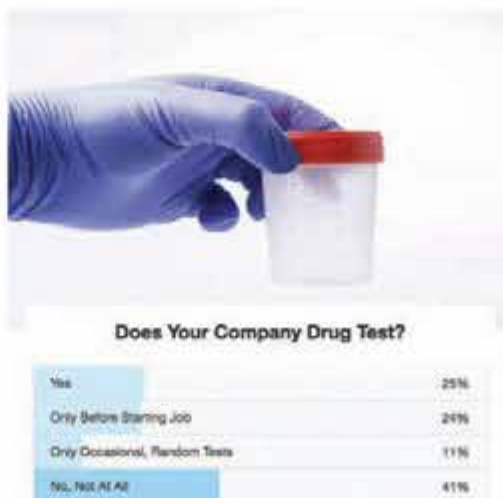 Does Your Company Drug Test?
Yes 25%
Only Before Starting Job 24%
Only Occasional, Random Tests 11%
No, Not At All 41%